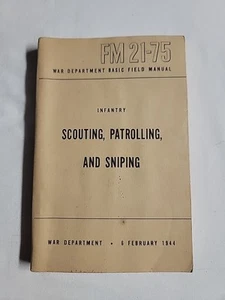 FM 21-75
WAR DEPARTMENT BASIC FIELD MANUAL
INFANTRY
SCOUTING, PATROLLING,
AND SNIPING
WAR DEPARTMENT • 6 FEBRUARY 1944